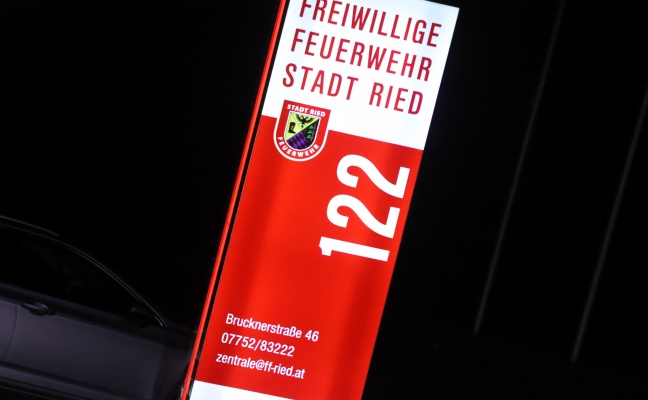 FREIWILLIGE
FEUERWEHR
STADT RIED
STADT RIED
FEUERWEHR
122
Brucknerstraße 46
07752/83222
zentrale@ff-ried.at